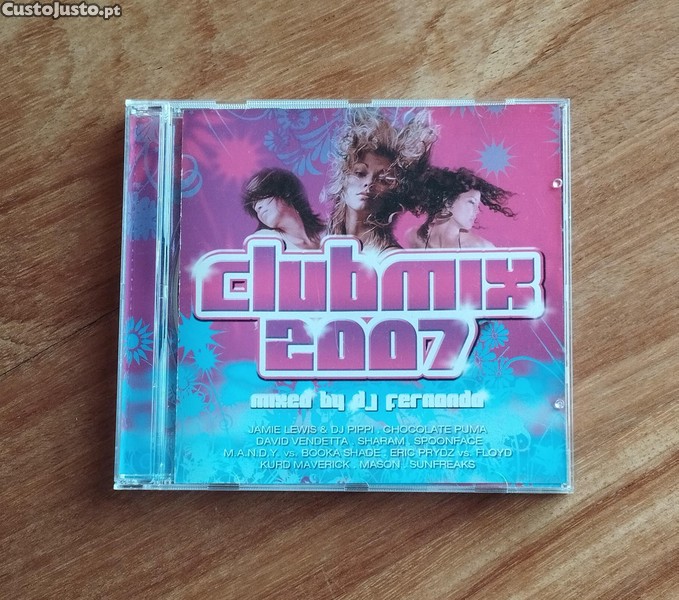 CustoJusto.pt
clubmix
2007
mixed by dj fernando
JAMIE LEWIS & DJ PIPPI . CHOCOLATE PUMA
DAVID VENDETTA . SHARAM . SPOONFACE
M.A.N.D.Y. vs. BOOKA SHADE . ERIC PRYDZ vs. FLOYD
KURD MAVERICK . MASON . SUNFREAKS